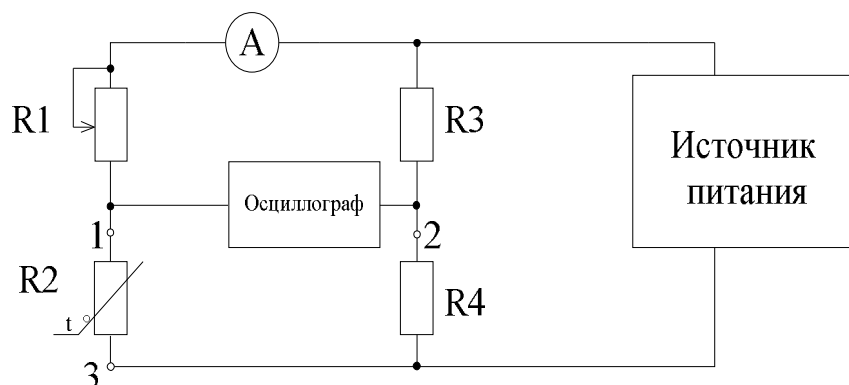 A
R1
R3
Источник
питания
Осциллограф
1
2
R2
R4
t°
3